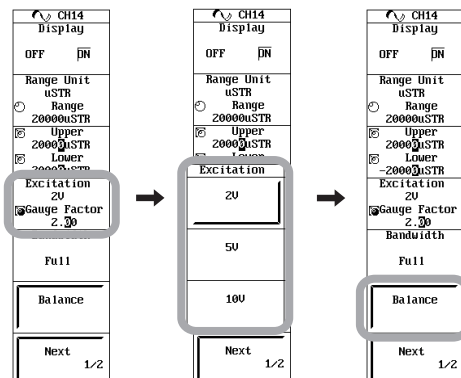 CH14
Display
OFF ON
Range Unit
uSTR
Range
20000uSTR
Upper
20000uSTR
Lower
-20000uSTR
Excitation
2V
Gauge Factor
2.00
Bandwidth
Full
Balance
Next
1/2
CH14
Display
OFF ON
Range Unit
uSTR
Range
20000uSTR
Upper
20000uSTR
Lower
Excitation
2V
5V
10V
Next
1/2
CH14
Display
OFF ON
Range Unit
uSTR
Range
20000uSTR
Upper
20000uSTR
Lower
-20000uSTR
Excitation
2V
Gauge Factor
2.00
Bandwidth
Full
Balance
Next
1/2